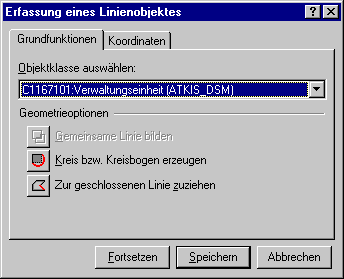 Erfassung eines Linienobjektes
Grundfunktionen Koordinaten
Objektklasse auswählen:
C1167101:Verwaltungseinheit (ATKIS_DSM)
Geometrieoptionen
Gemeinsame Linie bilden
Kreis bzw. Kreisbogen erzeugen
Zur geschlossenen Linie zuziehen
Fortsetzen Speichern Abbrechen